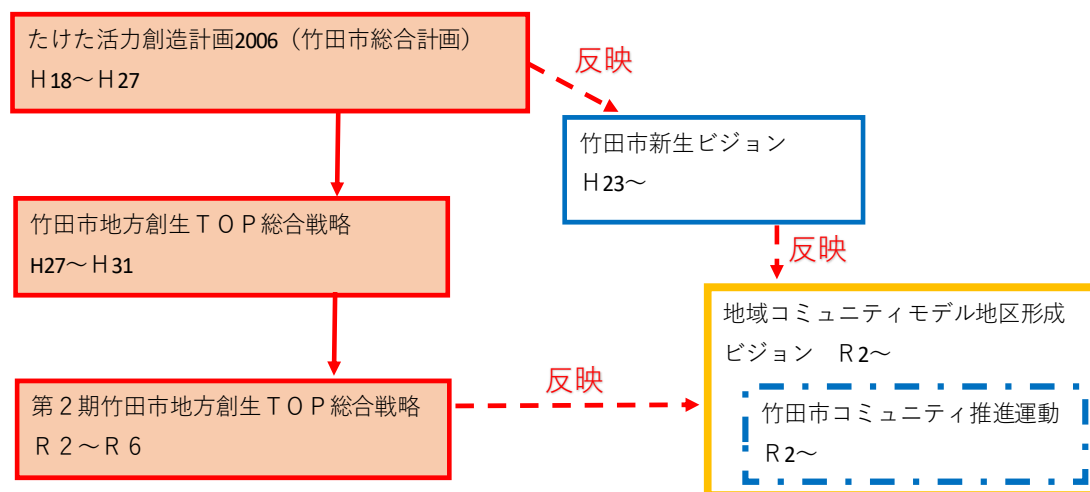 たけた活力創造計画2006（竹田市総合計画）
Ｈ18～Ｈ27
反映
竹田市新生ビジョン
Ｈ23～
竹田市地方創生ＴＯＰ総合戦略
H27～Ｈ31
反映
地域コミュニティモデル地区形成
ビジョン　Ｒ2～
第２期竹田市地方創生ＴＯＰ総合戦略
Ｒ２～Ｒ６
反映
竹田市コミュニティ推進運動
Ｒ2～